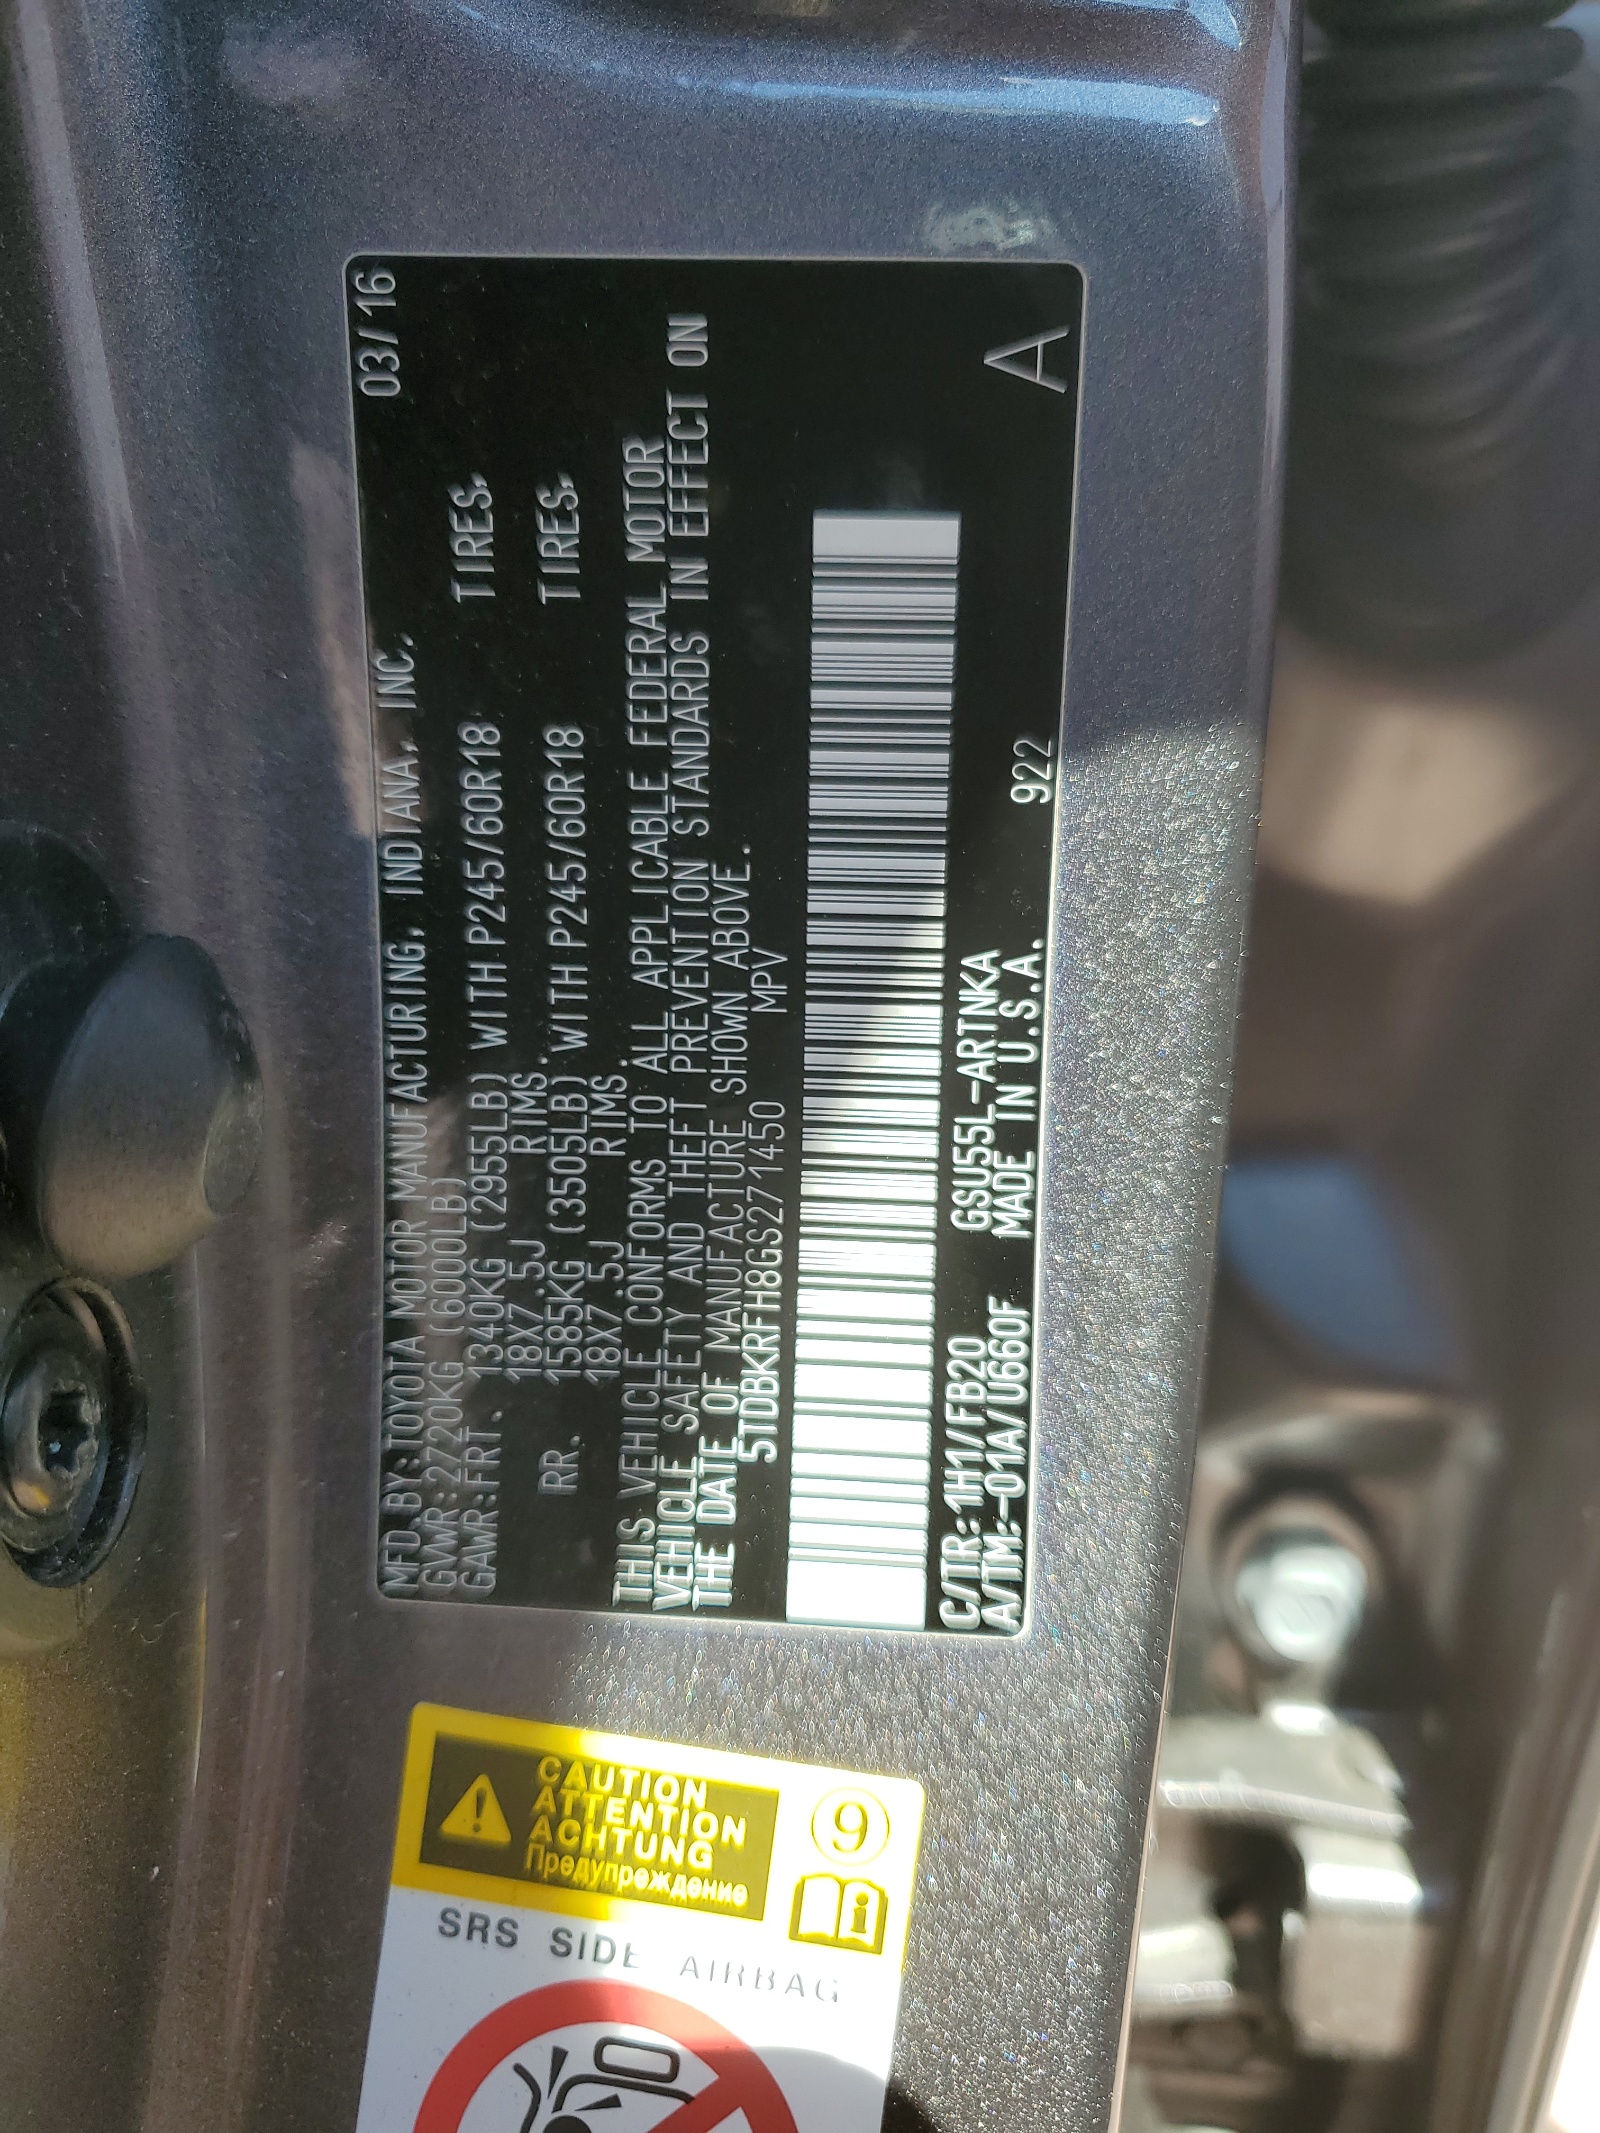 03/16
MFD.BY:TOYOTA MOTOR MANUFACTURING, INDIANA, INC.
GVWR:2720KG (6000LB)
GAWR:FRT. 1340KG (2955LB) WITH P245/60R18 TIRES,
18X7.5J RIMS.
RR. 1585KG (3505LB) WITH P245/60R18 TIRES,
18X7.5J RIMS.
THIS VEHICLE CONFORMS TO ALL APPLICABLE FEDERAL MOTOR
VEHICLE SAFETY AND THEFT PREVENTION STANDARDS IN EFFECT ON
THE DATE OF MANUFACTURE SHOWN ABOVE.
5TDBKRFH8GS271450 MPV
C/TR:1H1/FB20 GSU55L-ARTNKA
A/TM:-01A/U660F MADE IN U.S.A. 922
A
CAUTION
ATTENTION
ACHTUNG
Предупреждение
9
i
SRS SIDE AIRBAG